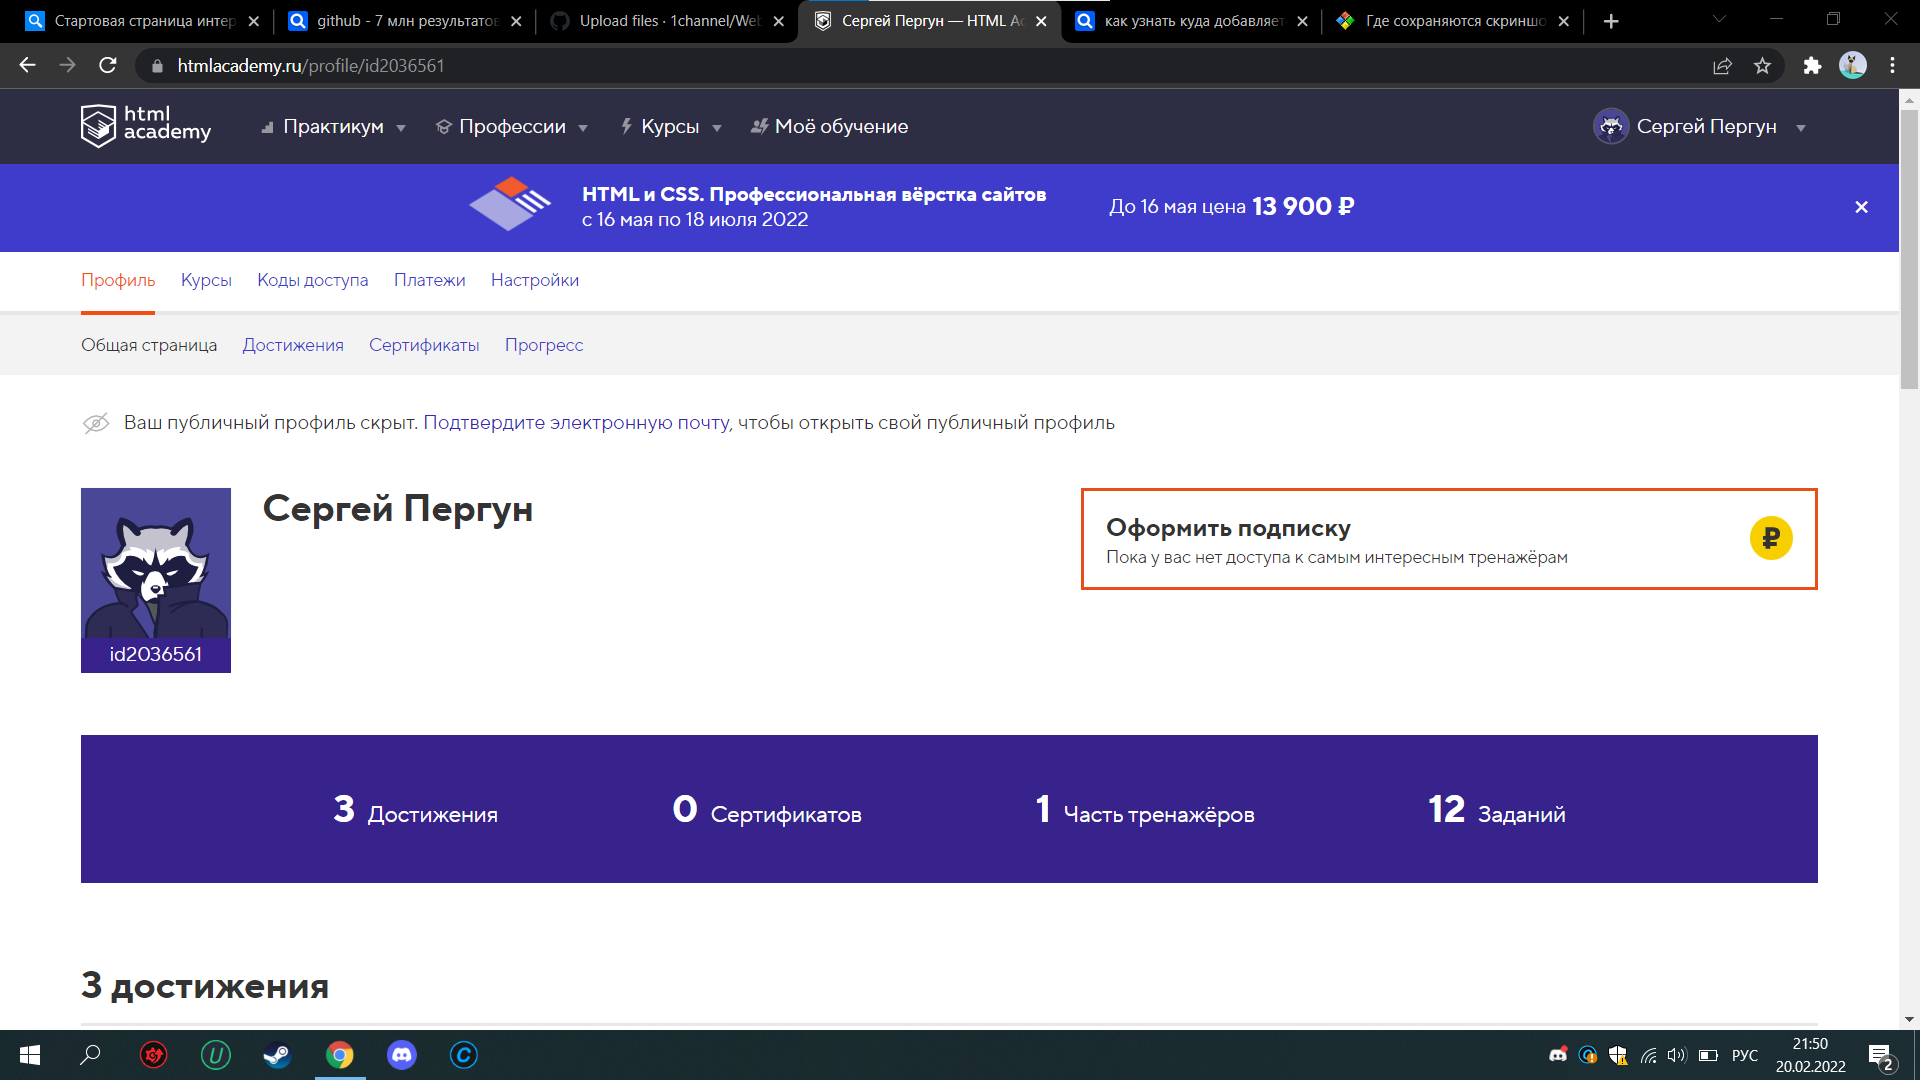 Стартовая страница интер
github - 7 млн результатов
Upload files · 1channel/Web
Сергей Пергун — HTML Ac
как узнать куда добавляет
Где сохраняются скриншо
htmlacademy.ru/profile/id2036561
html academy
Практикум
Профессии
Курсы
Моё обучение
Сергей Пергун
HTML и CSS. Профессиональная вёрстка сайтов
с 16 мая по 18 июля 2022
До 16 мая цена 13 900 ₽
Профиль
Курсы
Коды доступа
Платежи
Настройки
Общая страница
Достижения
Сертификаты
Прогресс
Ваш публичный профиль скрыт. Подтвердите электронную почту, чтобы открыть свой публичный профиль
Сергей Пергун
id2036561
Оформить подписку
₽
Пока у вас нет доступа к самым интересным тренажёрам
3 Достижения
0 Сертификатов
1 Часть тренажёров
12 Заданий
3 достижения
РУС
21:50
20.02.2022
2